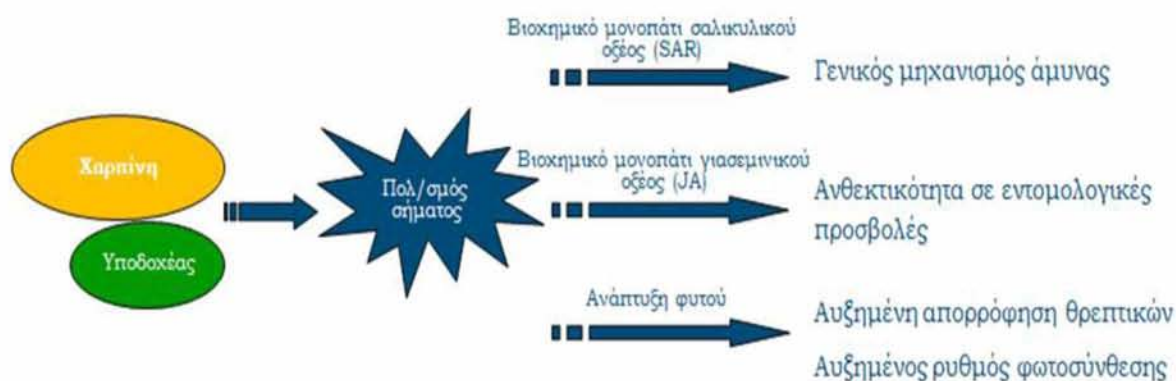 Χαρπίνη
Υποδοχέας
Πολ/σμός
σήματος
Βιοχημικό μονοπάτι σαλικυλικού
οξέος (SAR)
Γενικός μηχανισμός άμυνας
Βιοχημικό μονοπάτι γιασεμινικού
οξέος (JA)
Ανθεκτικότητα σε εντομολογικές
προσβολές
Ανάπτυξη φυτού
Αυξημένη απορρόφηση θρεπτικών
Αυξημένος ρυθμός φωτοσύνθεσης